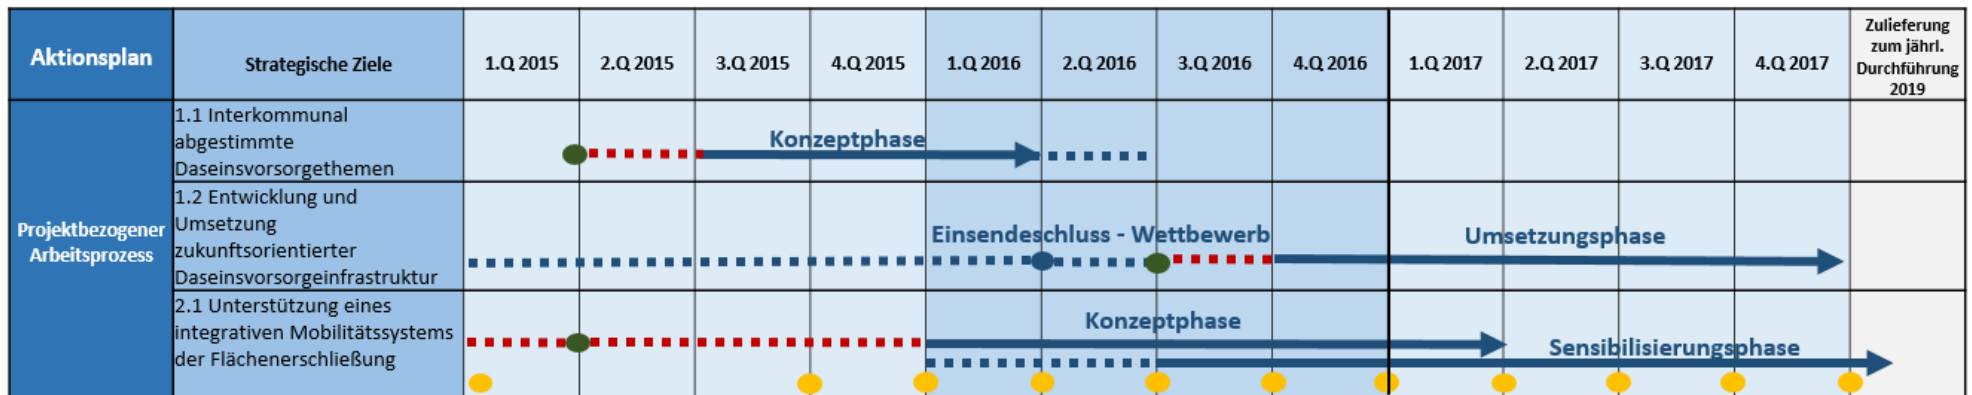 Aktionsplan
Strategische Ziele
1.Q 2015
2.Q 2015
3.Q 2015
4.Q 2015
1.Q 2016
2.Q 2016
3.Q 2016
4.Q 2016
1.Q 2017
2.Q 2017
3.Q 2017
4.Q 2017
Zulieferung
zum jährl.
Durchführung
2019
Projektbezogener
Arbeitsprozess
1.1 Interkommunal
abgestimmte
Daseinsvorsorgethemen
Konzeptphase
1.2 Entwicklung und
Umsetzung
zukunftsorientierter
Daseinsvorsorgeinfrastruktur
Einsendeschluss - Wettbewerb
Umsetzungsphase
2.1 Unterstützung eines
integrativen Mobilitätssystems
der Flächenerschließung
Konzeptphase
Sensibilisierungsphase